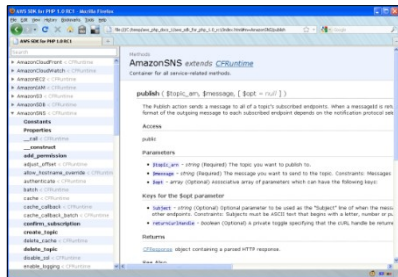 AWS SDK for PHP 1.0 RC1 - Mozilla Firefox
File Edit View History Bookmarks Tools Help
AWS SDK for PHP 1.0 RC1
Search
AmazonCloudFront < CFRuntime
AmazonCloudWatch < CFRuntime
AmazonEC2 < CFRuntime
AmazonIAM < CFRuntime
AmazonS3 < CFRuntime
AmazonSDB < CFRuntime
AmazonSNS < CFRuntime
Constants
Properties
__call < CFRuntime
__construct
add_permission
adjust_offset < CFRuntime
allow_hostname_override < CFRuntime
authenticate < CFRuntime
batch < CFRuntime
cache < CFRuntime
cache_callback < CFRuntime
cache_callback_batch < CFRuntime
confirm_subscription
create_topic
delete_cache < CFRuntime
delete_topic
disable_ssl < CFRuntime
enable_logging < CFRuntime
Methods
AmazonSNS extends CFRuntime
Container for all service-related methods.
publish ( $topic_arn, $message, [ $opt = null ] )
The Publish action sends a message to all of a topic's subscribed endpoints. When a messageId is ret
format of the outgoing message to each subscribed endpoint depends on the notification protocol sel
Access
public
Parameters
$topic_arn - string (Required) The topic you want to publish to.
$message - string (Required) The message you want to send to the topic. Constraints: Messages
$opt - array (Optional) Associative array of parameters which can have the following keys:
Keys for the $opt parameter
Subject - string (Optional) Optional parameter to be used as the "Subject" line of when the messa
other endpoints. Constraints: Subjects must be ASCII text that begins with a letter, number or pu
returnCurlHandle - boolean (Optional) A private toggle specifying that the cURL handle be return
Returns
CFResponse object containing a parsed HTTP response.